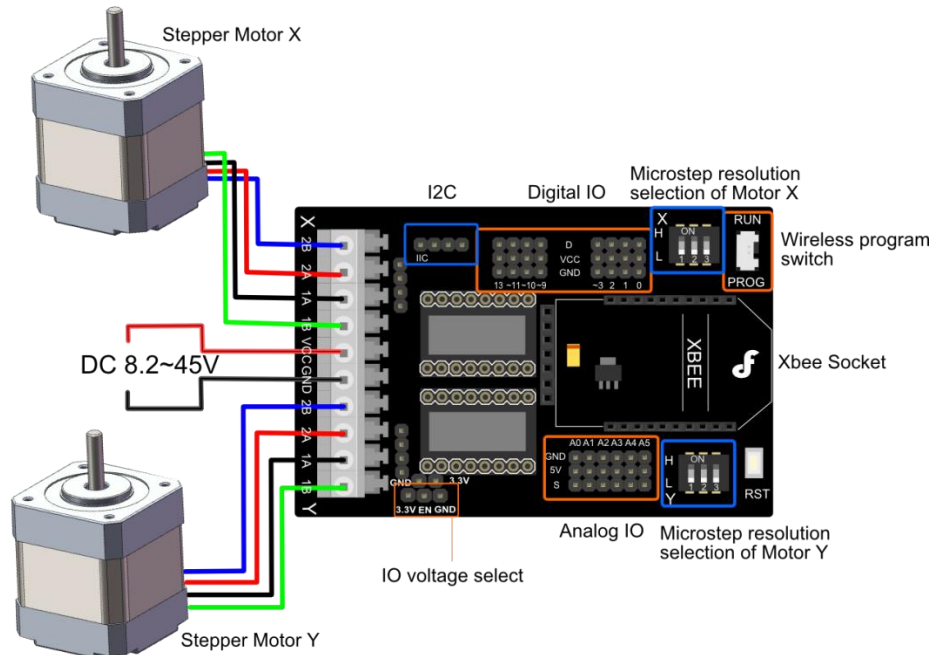 Stepper Motor X
I2C
Digital IO
Microstep resolution
selection of Motor X
X
H
L
ON
1 2 3
RUN
PROG
Wireless program
switch
IIC
D
VCC
GND
13 ~11 ~10 ~9
~3 2 1 0
X
2B
2A
1A
1B
VCC
GND
2B
2A
1A
1B
Y
DC 8.2~45V
XBEE
Xbee Socket
A0 A1 A2 A3 A4 A5
GND
5V
S
H
L
Y
ON
1 2 3
RST
GND
3.3V
3.3V EN GND
Analog IO
Microstep resolution
selection of Motor Y
IO voltage select
Stepper Motor Y